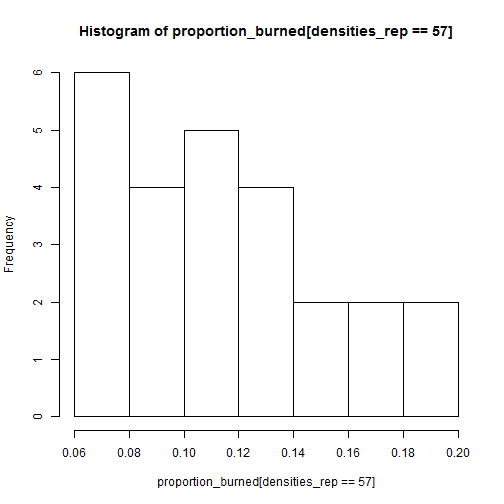 Histogram of proportion_burned[densities_rep == 57]
Frequency
6
5
4
3
2
1
0
0.06 0.08 0.10 0.12 0.14 0.16 0.18 0.20
proportion_burned[densities_rep == 57]